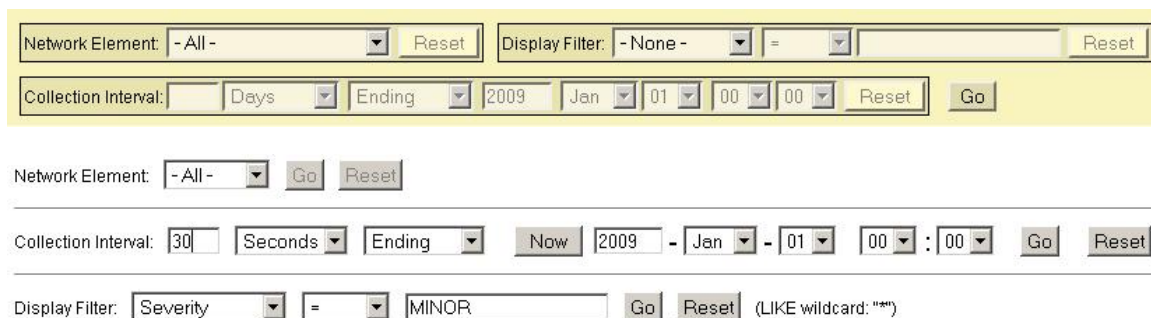 Network Element: - All - Reset Display Filter: - None - = Reset
Collection Interval: Days Ending 2009 Jan 01 00 00 Reset Go
Network Element: - All - Go Reset
Collection Interval: 30 Seconds Ending Now 2009 - Jan - 01 00 : 00 Go Reset
Display Filter: Severity = MINOR Go Reset (LIKE wildcard: "*")